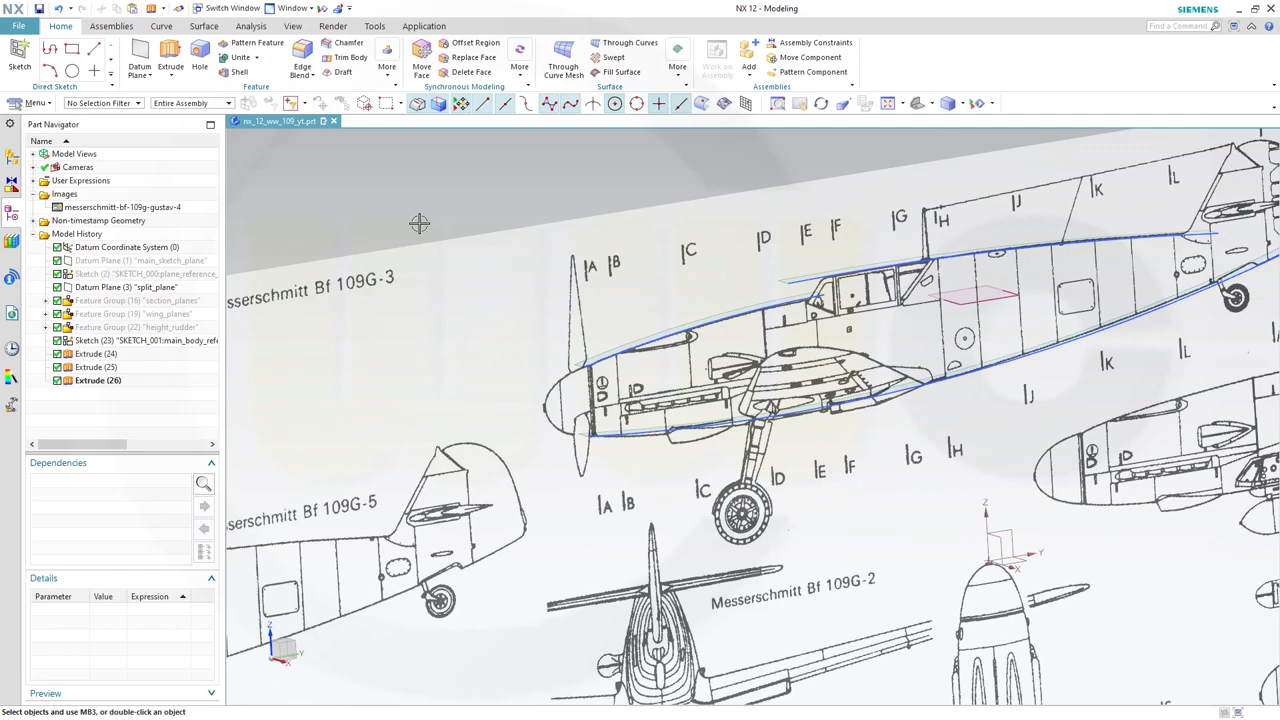 NX
Switch Window
Window
NX 12 - Modeling
SIEMENS
File
Home
Assemblies
Curve
Surface
Analysis
View
Render
Tools
Application
Find a Command
Sketch
Direct Sketch
Datum Plane
Extrude
Hole
Pattern Feature
Unite
Shell
Edge Blend
Chamfer
Trim Body
Draft
More
Feature
Move Face
Offset Region
Replace Face
Delete Face
More
Synchronous Modeling
Through Curve Mesh
Through Curves
Swept
Fill Surface
More
Surface
Work on Assembly
Add
Assembly Constraints
Move Component
Pattern Component
Assemblies
Menu
No Selection Filter
Entire Assembly
Part Navigator
nx_12_ww_109_yt.prt
Name
Model Views
Cameras
User Expressions
Images
messerschmitt-bf-109g-gustav-4
Non-timestamp Geometry
Model History
Datum Coordinate System (0)
Datum Plane (1) "main_sketch_plane"
Sketch (2) "SKETCH_000:plane_reference_
Datum Plane (3) "split_plane"
Feature Group (16) "section_planes"
Feature Group (19) "wing_planes"
Feature Group (22) "height_rudder"
Sketch (23) "SKETCH_001:main_body_refe
Extrude (24)
Extrude (25)
Extrude (26)
Dependencies
Details
Parameter
Value
Expression
Preview
Select objects and use MB3, or double-click an object
sserschmitt Bf 109G-3
sserschmitt Bf 109G-5
Messerschmitt Bf 109G-2
A B C D E F G H J K L
A B C D E F G H J K L
Z
Y
X
Z
Y
X